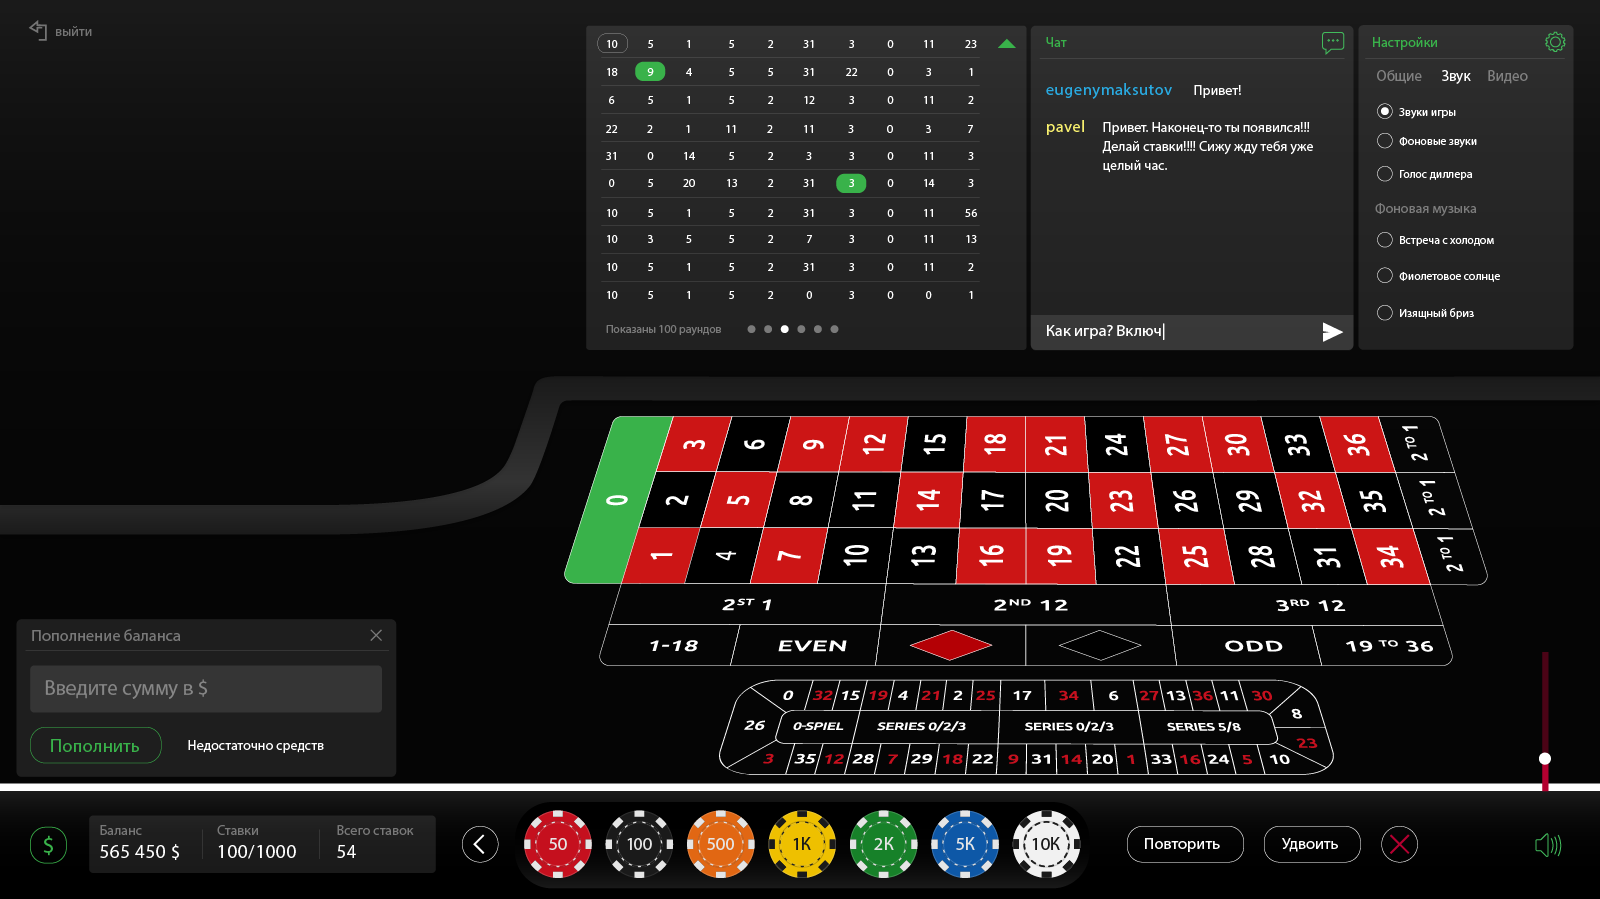 выйти
10 5 1 5 2 31 3 0 11 23
18 9 4 5 5 31 22 0 3 1
6 5 1 5 2 12 3 0 11 2
22 2 1 11 2 11 3 0 3 7
31 0 14 5 2 3 3 0 11 3
0 5 20 13 2 31 3 0 14 3
10 5 1 5 2 31 3 0 11 56
10 3 5 5 2 7 3 0 11 13
10 5 1 5 2 31 3 0 11 2
10 5 1 5 2 0 3 0 0 1
Показаны 100 раундов
Чат
eugenymaksutov Привет!
pavel Привет. Наконец-то ты появился!!!
Делай ставки!!!! Сижу жду тебя уже
целый час.
Как игра? Включ|
Настройки
Общие Звук Видео
Звуки игры
Фоновые звуки
Голос диллера
Фоновая музыка
Встреча с холодом
Фиолетовое солнце
Изящный бриз
3 6 9 12 15 18 21 24 27 30 33 36 2 TO 1
0 2 5 8 11 14 17 20 23 26 29 32 35 2 TO 1
1 4 7 10 13 16 19 22 25 28 31 34 2 TO 1
2ST 1 2ND 12 3RD 12
1-18 EVEN ODD 19 TO 36
0 32 15 19 4 21 2 25 17 34 6 27 13 36 11 30
26 0-SPIEL SERIES 0/2/3 SERIES 0/2/3 SERIES 5/8 8
23
3 35 12 28 7 29 18 22 9 31 14 20 1 33 16 24 5 10
Пополнение баланса
Введите сумму в $
Пополнить Недостаточно средств
$
Баланс Ставки Всего ставок
565 450 $ 100/1000 54
50 100 500 1K 2K 5K 10K
Повторить Удвоить